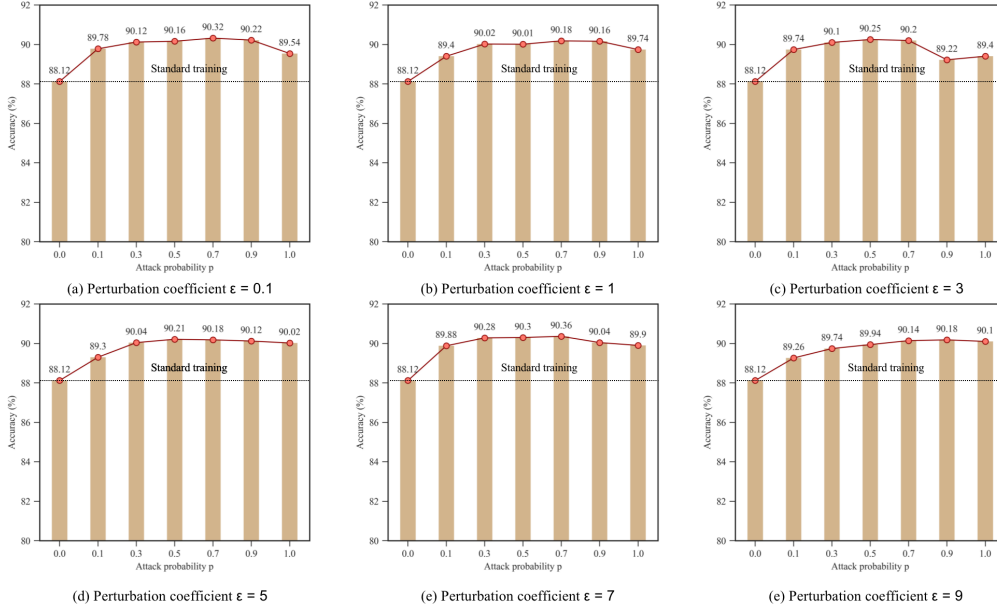 92
90
88
86
84
82
80
Accuracy (%)
88.12
89.78
90.12
90.16
90.32
90.22
89.54
Standard training
0.0 0.1 0.3 0.5 0.7 0.9 1.0
Attack probability p
(a) Perturbation coefficient ε = 0.1
92
90
88
86
84
82
80
Accuracy (%)
88.12
89.4
90.02
90.01
90.18
90.16
89.74
Standard training
0.0 0.1 0.3 0.5 0.7 0.9 1.0
Attack probability p
(b) Perturbation coefficient ε = 1
92
90
88
86
84
82
80
Accuracy (%)
88.12
89.74
90.1
90.25
90.2
89.22
89.4
Standard training
0.0 0.1 0.3 0.5 0.7 0.9 1.0
Attack probability p
(c) Perturbation coefficient ε = 3
92
90
88
86
84
82
80
Accuracy (%)
88.12
89.3
90.04
90.21
90.18
90.12
90.02
Standard training
0.0 0.1 0.3 0.5 0.7 0.9 1.0
Attack probability p
(d) Perturbation coefficient ε = 5
92
90
88
86
84
82
80
Accuracy (%)
88.12
89.88
90.28
90.3
90.36
90.04
89.9
Standard training
0.0 0.1 0.3 0.5 0.7 0.9 1.0
Attack probability p
(e) Perturbation coefficient ε = 7
92
90
88
86
84
82
80
Accuracy (%)
88.12
89.26
89.74
89.94
90.14
90.18
90.1
Standard training
0.0 0.1 0.3 0.5 0.7 0.9 1.0
Attack probability p
(e) Perturbation coefficient ε = 9